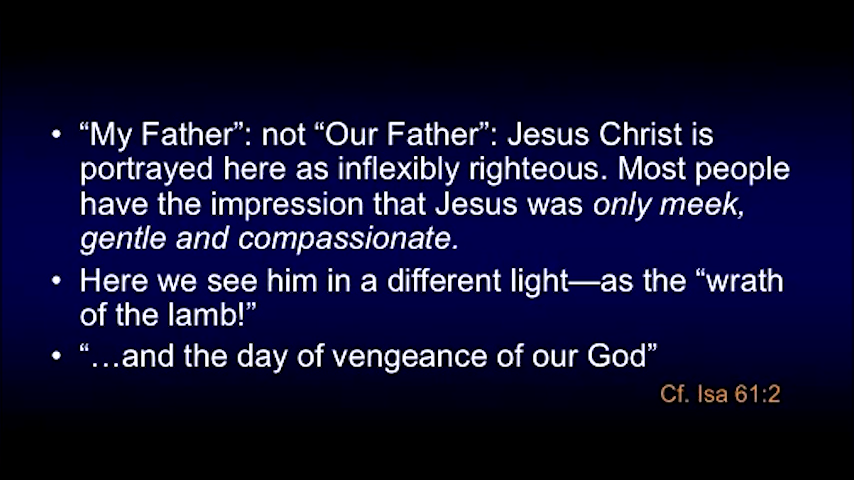 • “My Father”: not “Our Father”: Jesus Christ is
portrayed here as inflexibly righteous. Most people
have the impression that Jesus was only meek,
gentle and compassionate.
• Here we see him in a different light—as the “wrath
of the lamb!”
• “…and the day of vengeance of our God”
Cf. Isa 61:2